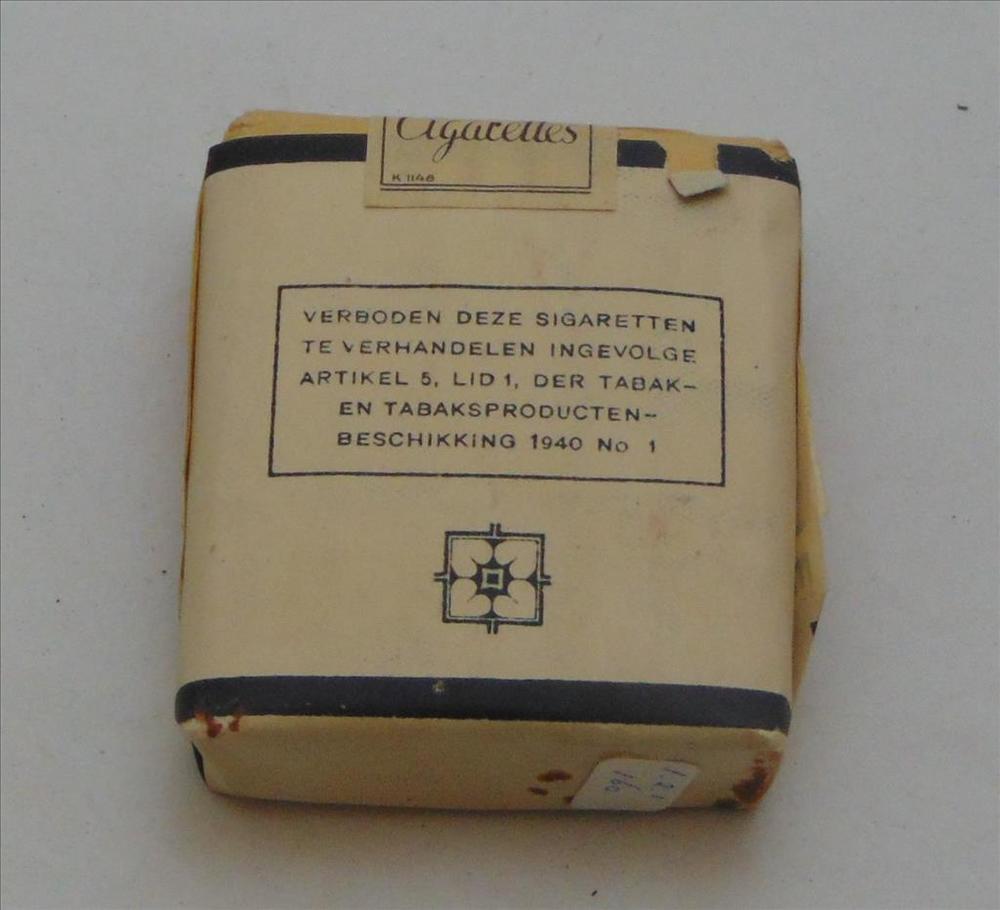 Cigarettes
K 1148
VERBODEN DEZE SIGARETTEN
TE VERHANDELEN INGEVOLGE
ARTIKEL 5, LID 1, DER TABAK-
EN TABAKSPRODUCTEN-
BESCHIKKING 1940 No 1
160